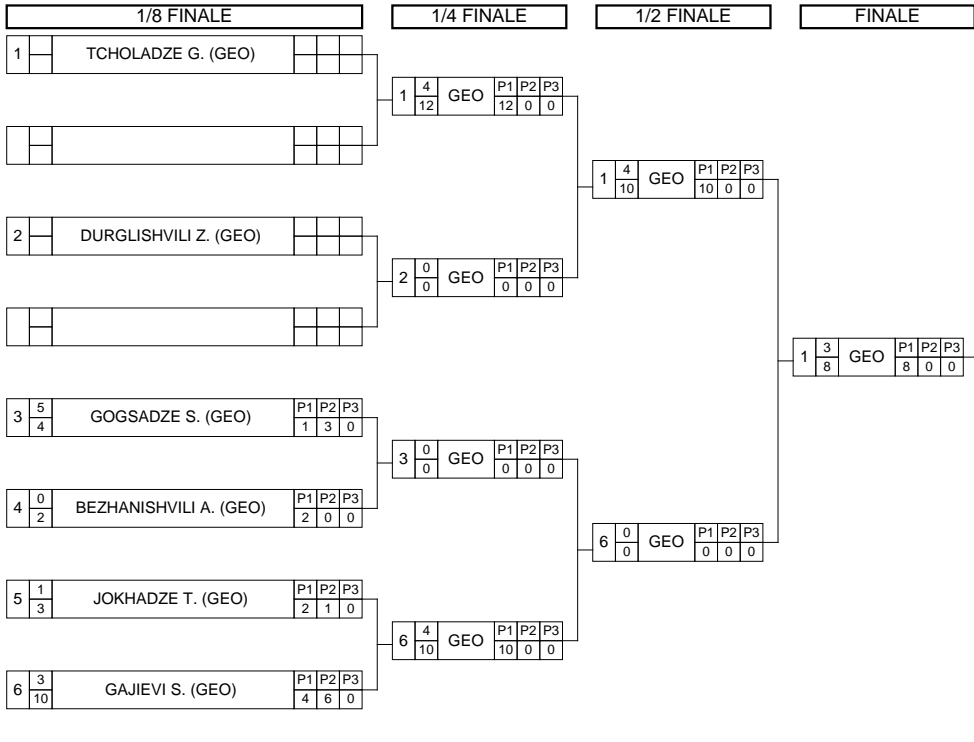 1/8 FINALE 1/4 FINALE 1/2 FINALE FINALE
1 TCHOLADZE G. (GEO)
1 4 12 GEO P1 P2 P3
12 0 0
1 4 10 GEO P1 P2 P3
10 0 0
2 DURGLISHVILI Z. (GEO)
2 0 0 GEO P1 P2 P3
0 0 0
1 3 8 GEO P1 P2 P3
8 0 0
3 5 4 GOGSADZE S. (GEO) P1 P2 P3
1 3 0
3 0 0 GEO P1 P2 P3
0 0 0
4 0 2 BEZHANISHVILI A. (GEO) P1 P2 P3
2 0 0
6 0 0 GEO P1 P2 P3
0 0 0
5 1 3 JOKHADZE T. (GEO) P1 P2 P3
2 1 0
6 4 10 GEO P1 P2 P3
10 0 0
6 3 10 GAJIEVI S. (GEO) P1 P2 P3
4 6 0